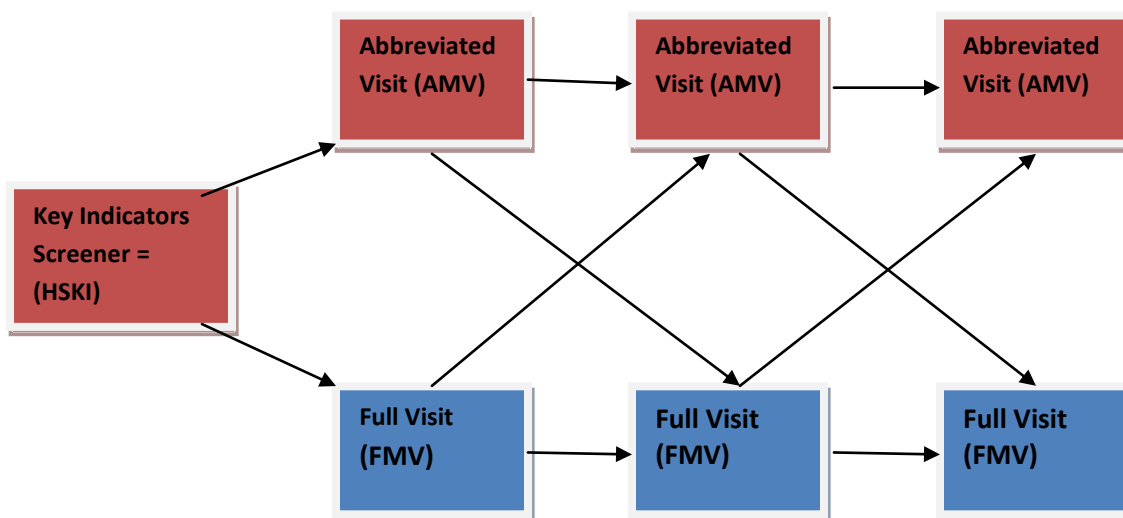 Abbreviated
Visit (AMV)
Abbreviated
Visit (AMV)
Abbreviated
Visit (AMV)
Key Indicators
Screener =
(HSKI)
Full Visit
(FMV)
Full Visit
(FMV)
Full Visit
(FMV)